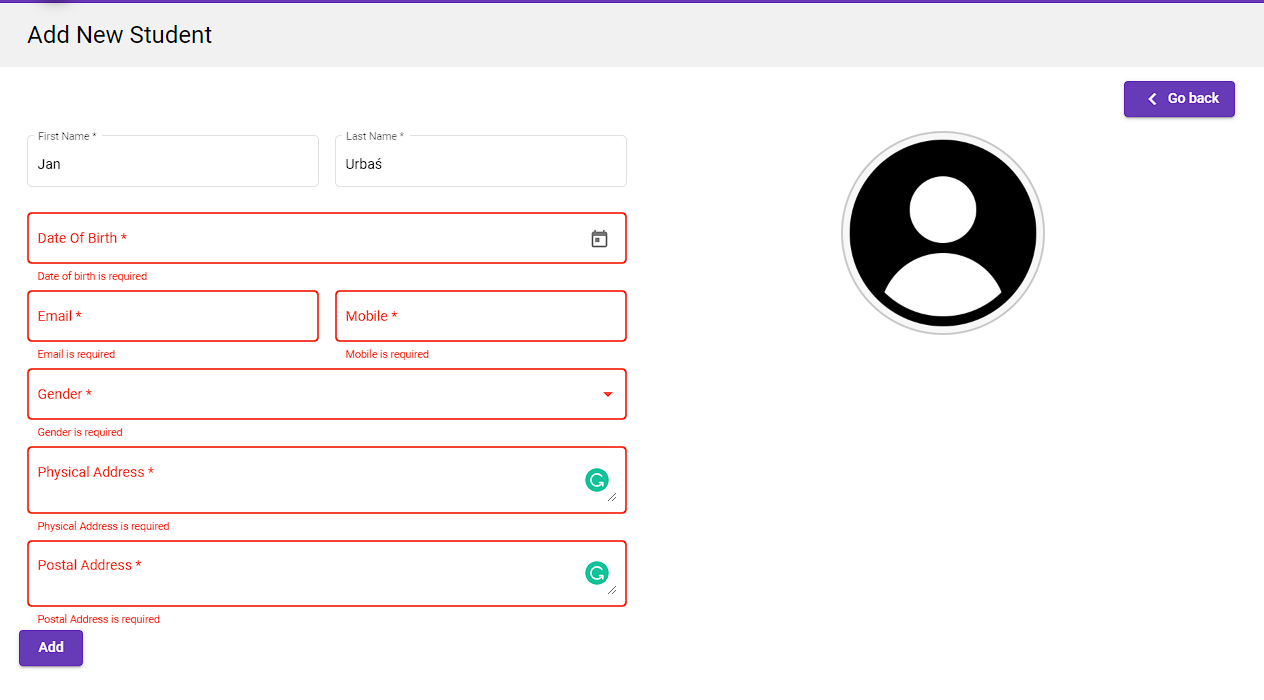 Add New Student
Go back
First Name *
Last Name *
Jan
Urbaś
Date Of Birth *
Date of birth is required
Email *
Mobile *
Email is required
Mobile is required
Gender *
Gender is required
Physical Address *
Physical Address is required
Postal Address *
Postal Address is required
Add